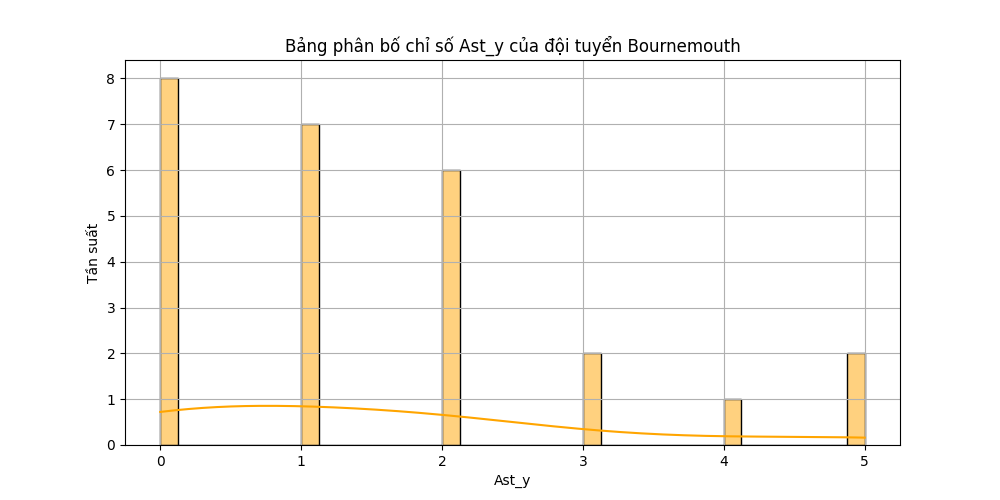 Bảng phân bố chỉ số Ast_y của đội tuyển Bournemouth
Tần suất
8
7
6
5
4
3
2
1
0
0 1 2 3 4 5
Ast_y